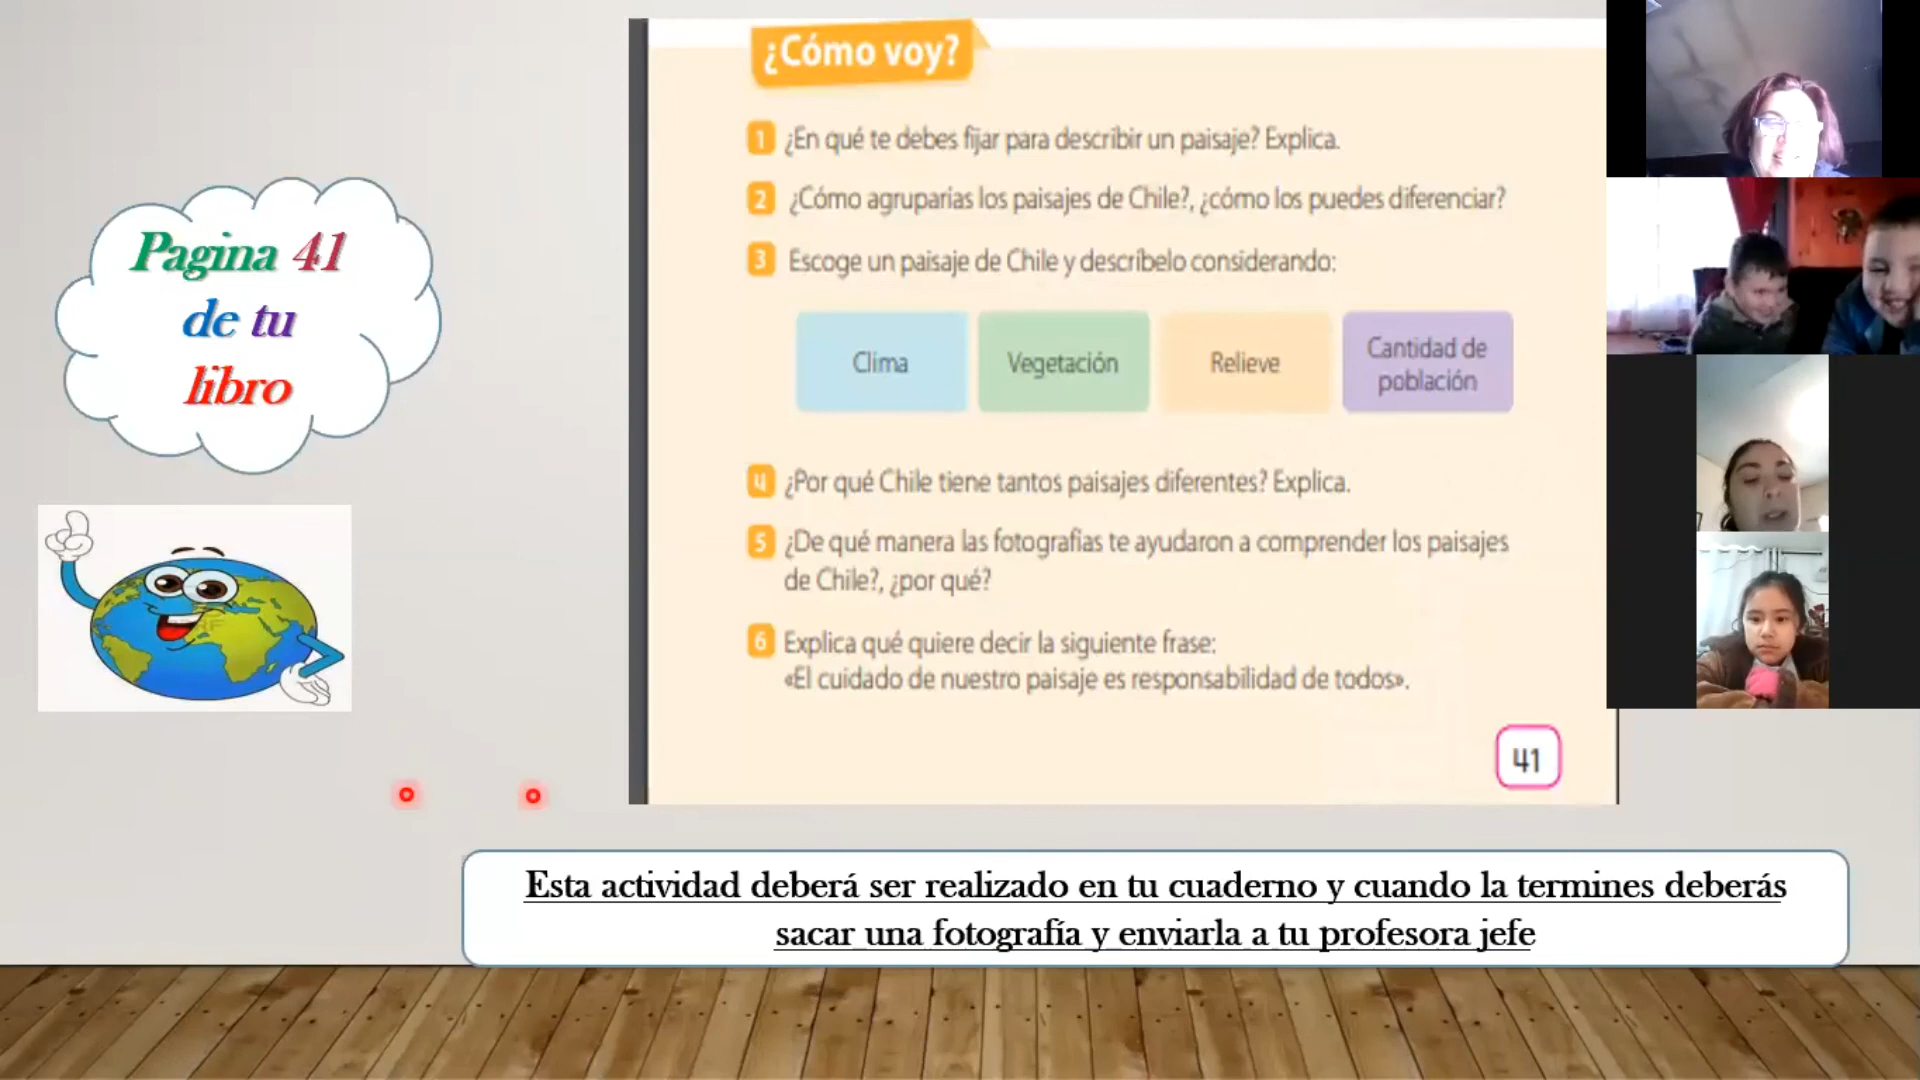 Pagina 41
de tu
libro
¿Cómo voy?
1 ¿En qué te debes fijar para describir un paisaje? Explica.
2 ¿Cómo agruparías los paisajes de Chile?, ¿cómo los puedes diferenciar?
3 Escoge un paisaje de Chile y descríbelo considerando:
Clima
Vegetación
Relieve
Cantidad de
población
4 ¿Por qué Chile tiene tantos paisajes diferentes? Explica.
5 ¿De qué manera las fotografías te ayudaron a comprender los paisajes
de Chile?, ¿por qué?
6 Explica qué quiere decir la siguiente frase:
«El cuidado de nuestro paisaje es responsabilidad de todos».
41
Esta actividad deberá ser realizado en tu cuaderno y cuando la termines deberás
sacar una fotografía y enviarla a tu profesora jefe